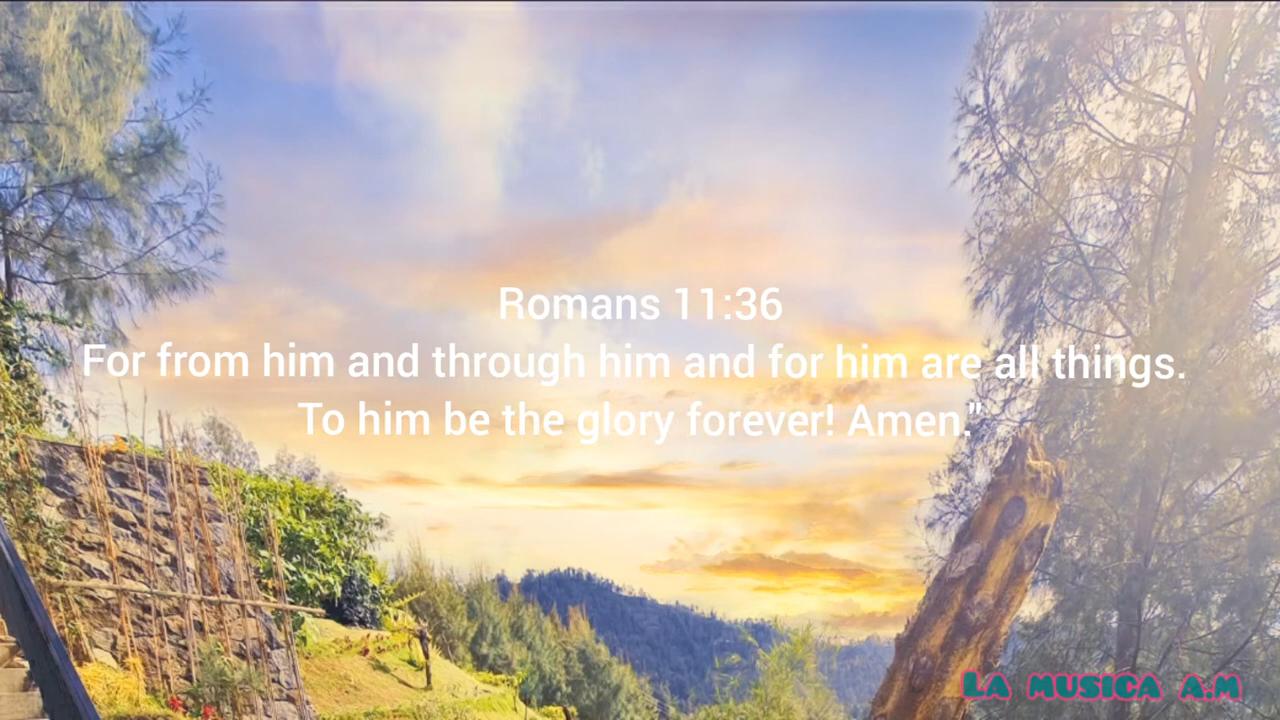 Romans 11:36
For from him and through him and for him are all things.
To him be the glory forever! Amen."
La musica a.m